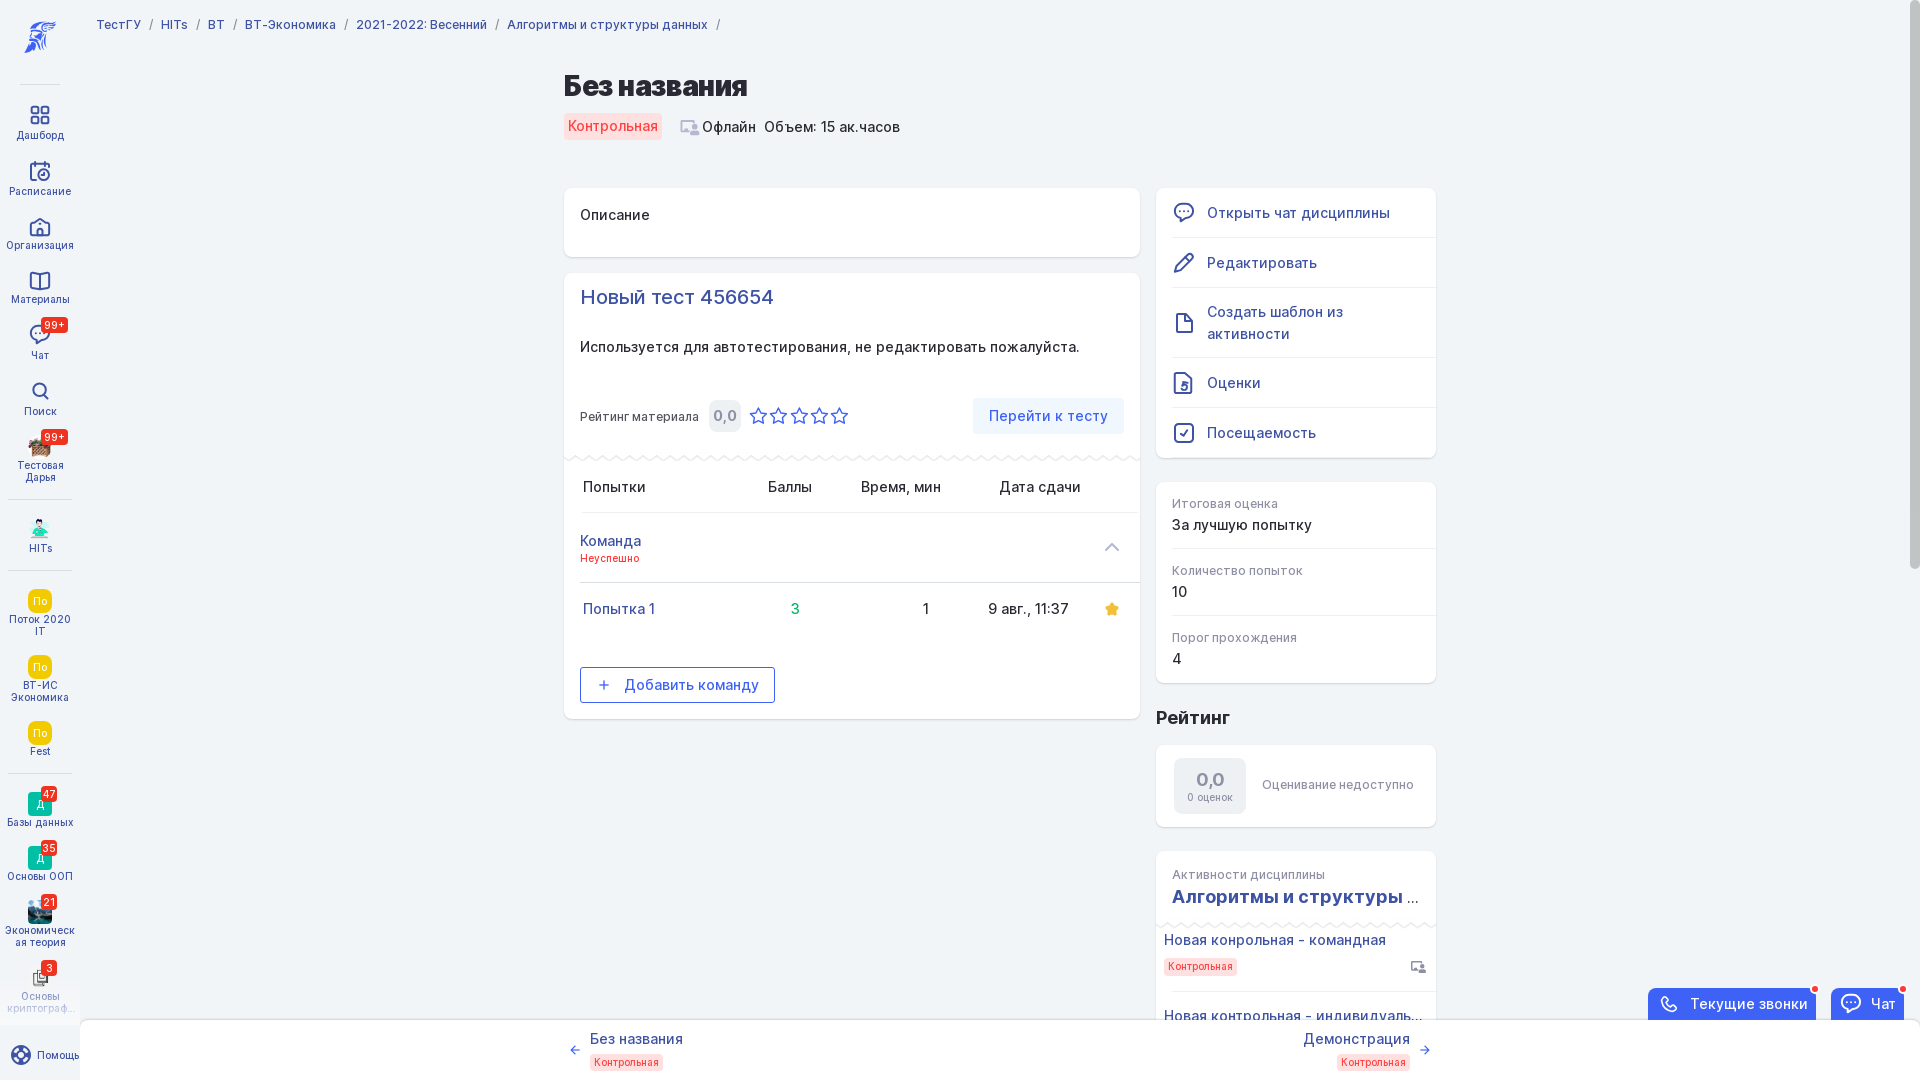 ТестГУ / HITs / ВТ / ВТ-Экономика / 2021-2022: Весенний / Алгоритмы и структуры данных /
Дашборд
Расписание
Организация
Материалы
99+
Чат
Поиск
99+
Тестовая
Дарья
HITs
По
Поток 2020
IT
По
ВТ-ИС
Экономика
По
Fest
Д
47
Базы данных
Д
35
Основы ООП
21
Экономическ
ая теория
3
Основы
криптограф...
Помощь
Без названия
Контрольная
Офлайн Объем: 15 ак.часов
Описание
Новый тест 456654
Используется для автотестирования, не редактировать пожалуйста.
Рейтинг материала 0,0
Перейти к тесту
Попытки Баллы Время, мин Дата сдачи
Команда
Неуспешно
Попытка 1 3 1 9 авг., 11:37
+ Добавить команду
Открыть чат дисциплины
Редактировать
Создать шаблон из
активности
Оценки
Посещаемость
Итоговая оценка
За лучшую попытку
Количество попыток
10
Порог прохождения
4
Рейтинг
0,0
0 оценок
Оценивание недоступно
Активности дисциплины
Алгоритмы и структуры ...
Новая конрольная - командная
Контрольная
Новая контрольная - индивидуаль...
Текущие звонки
Чат
Без названия
Контрольная
Демонстрация
Контрольная